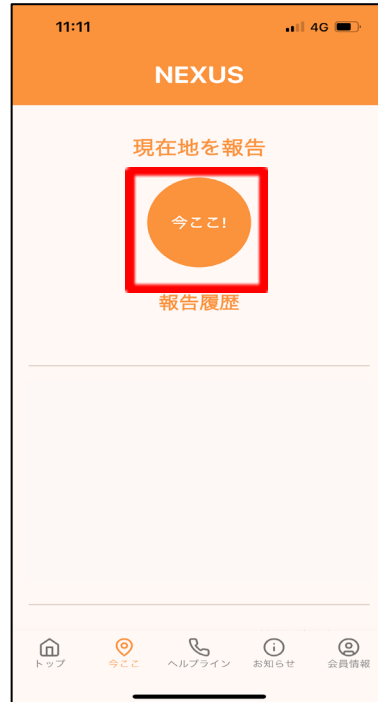 11:11 4G
NEXUS
現在地を報告
今ここ!
報告履歴
トップ 今ここ ヘルプライン お知らせ 会員情報